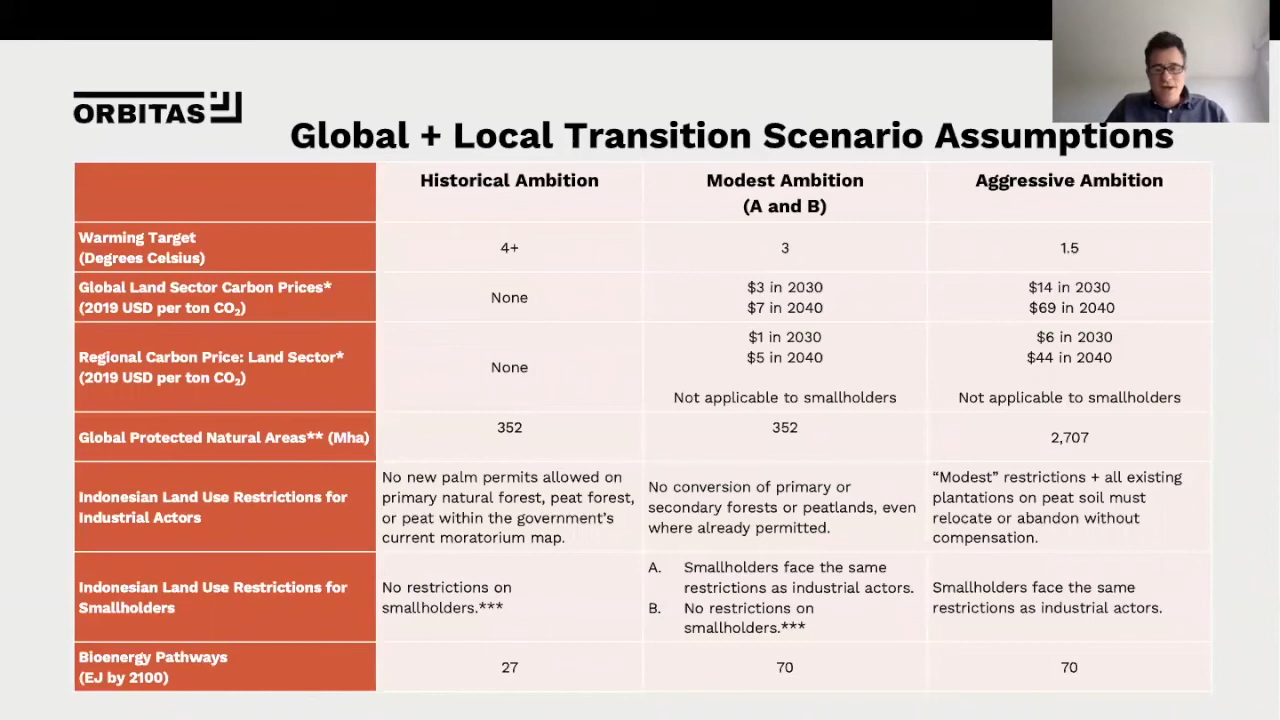 ORBITAS
Global + Local Transition Scenario Assumptions
Historical Ambition
Modest Ambition
(A and B)
Aggressive Ambition
Warming Target
(Degrees Celsius)
4+
3
1.5
Global Land Sector Carbon Prices*
(2019 USD per ton CO₂)
None
$3 in 2030
$7 in 2040
$14 in 2030
$69 in 2040
Regional Carbon Price: Land Sector*
(2019 USD per ton CO₂)
None
$1 in 2030
$5 in 2040
Not applicable to smallholders
$6 in 2030
$44 in 2040
Not applicable to smallholders
Global Protected Natural Areas** (Mha)
352
352
2,707
Indonesian Land Use Restrictions for
Industrial Actors
No new palm permits allowed on
primary natural forest, peat forest,
or peat within the government's
current moratorium map.
No conversion of primary or
secondary forests or peatlands, even
where already permitted.
“Modest” restrictions + all existing
plantations on peat soil must
relocate or abandon without
compensation.
Indonesian Land Use Restrictions for
Smallholders
No restrictions on
smallholders.***
A. Smallholders face the same
restrictions as industrial actors.
B. No restrictions on
smallholders.***
Smallholders face the same
restrictions as industrial actors.
Bioenergy Pathways
(EJ by 2100)
27
70
70